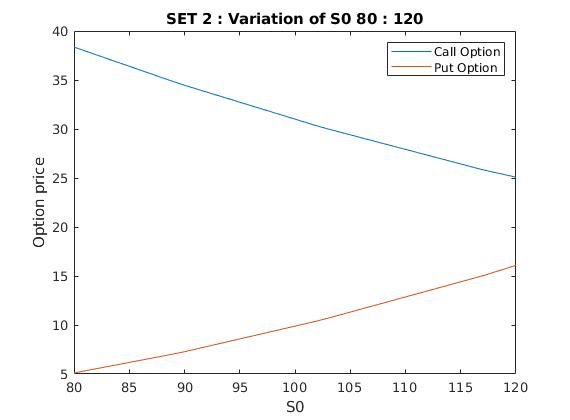 SET 2 : Variation of S0 80 : 120
40
35
30
25
20
15
10
5
Option price
Call Option
Put Option
80 85 90 95 100 105 110 115 120
S0